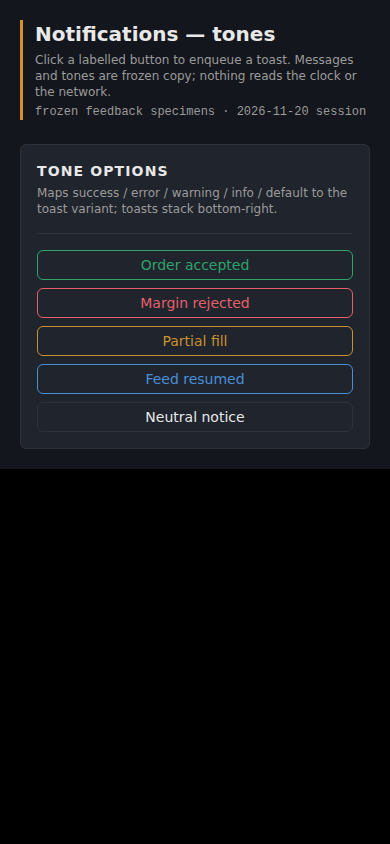 Notifications — tones
Click a labelled button to enqueue a toast. Messages
and tones are frozen copy; nothing reads the clock or
the network.
frozen feedback specimens · 2026-11-20 session
TONE OPTIONS
Maps success / error / warning / info / default to the
toast variant; toasts stack bottom-right.
Order accepted
Margin rejected
Partial fill
Feed resumed
Neutral notice